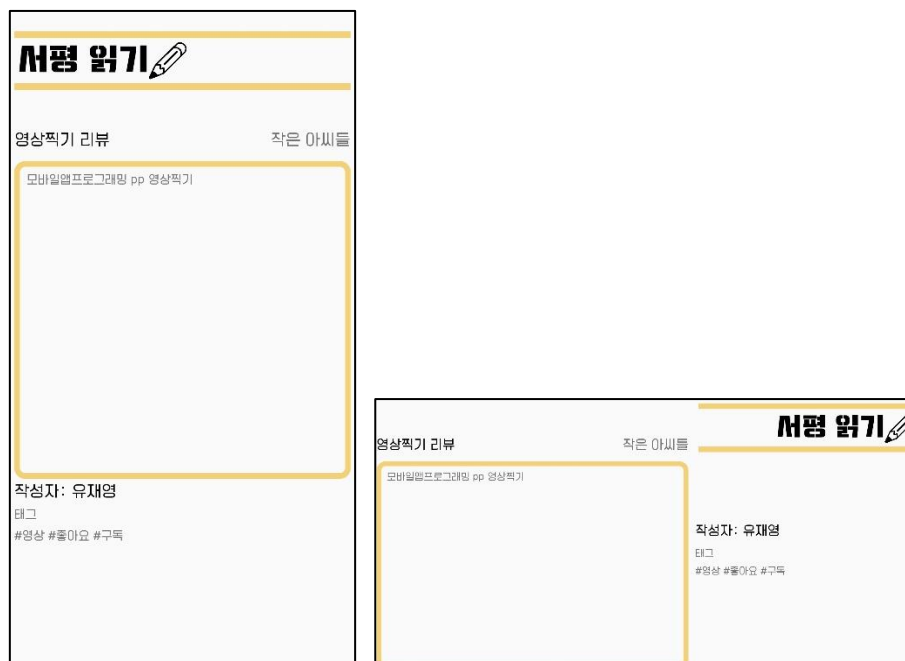 서평 읽기
영상찍기 리뷰 작은 아씨들
모바일앱프로그래밍 pp 영상찍기
작성자: 유재영
태그
#영상 #좋아요 #구독
서평 읽기
영상찍기 리뷰 작은 아씨들
모바일앱프로그래밍 pp 영상찍기
작성자: 유재영
태그
#영상 #좋아요 #구독